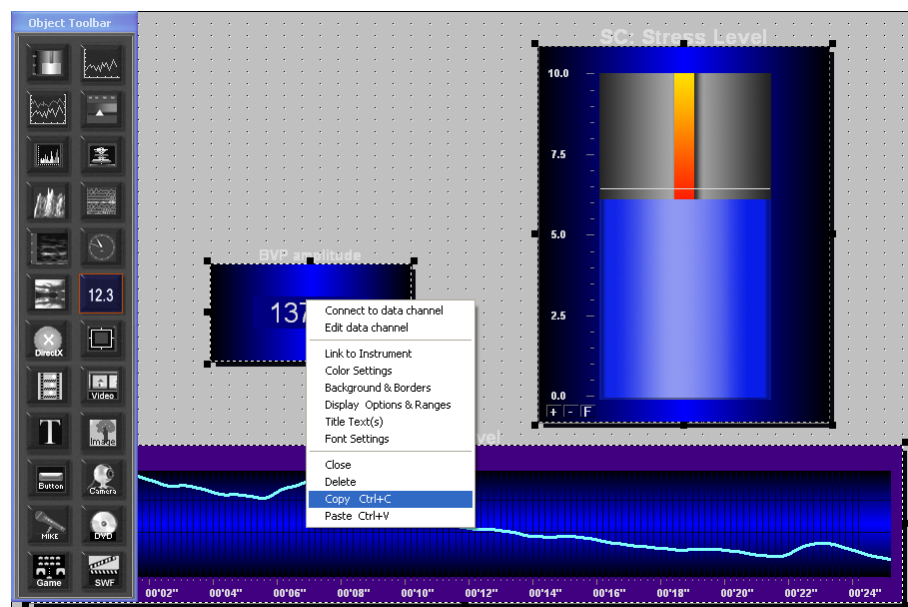 Object Toolbar
12.3
DirectX
Video
T
Image
Button
Camera
MIKE
DVD
Game
SWF
SC: Stress Level
10.0
7.5
5.0
2.5
0.0
+ - F
BVP amplitude
137
Connect to data channel
Edit data channel
Link to Instrument
Color Settings
Background & Borders
Display Options & Ranges
Title Text(s)
Font Settings
Close
Delete
Copy Ctrl+C
Paste Ctrl+V
00'02'' 00'04'' 00'06'' 00'08'' 00'10'' 00'12'' 00'14'' 00'16'' 00'18'' 00'20'' 00'22'' 00'24''